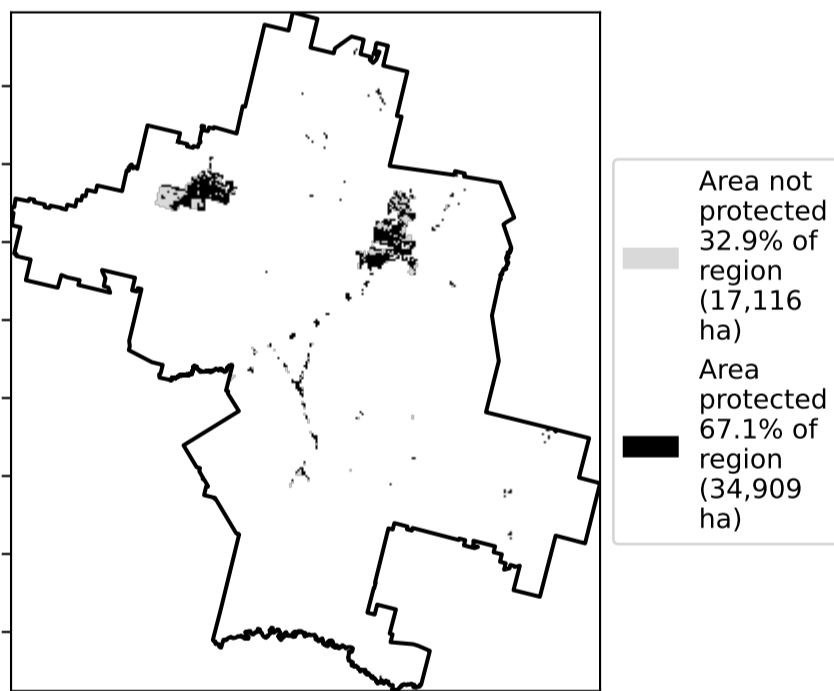 Area not
protected
32.9% of
region
(17,116
ha)
Area
protected
67.1% of
region
(34,909
ha)